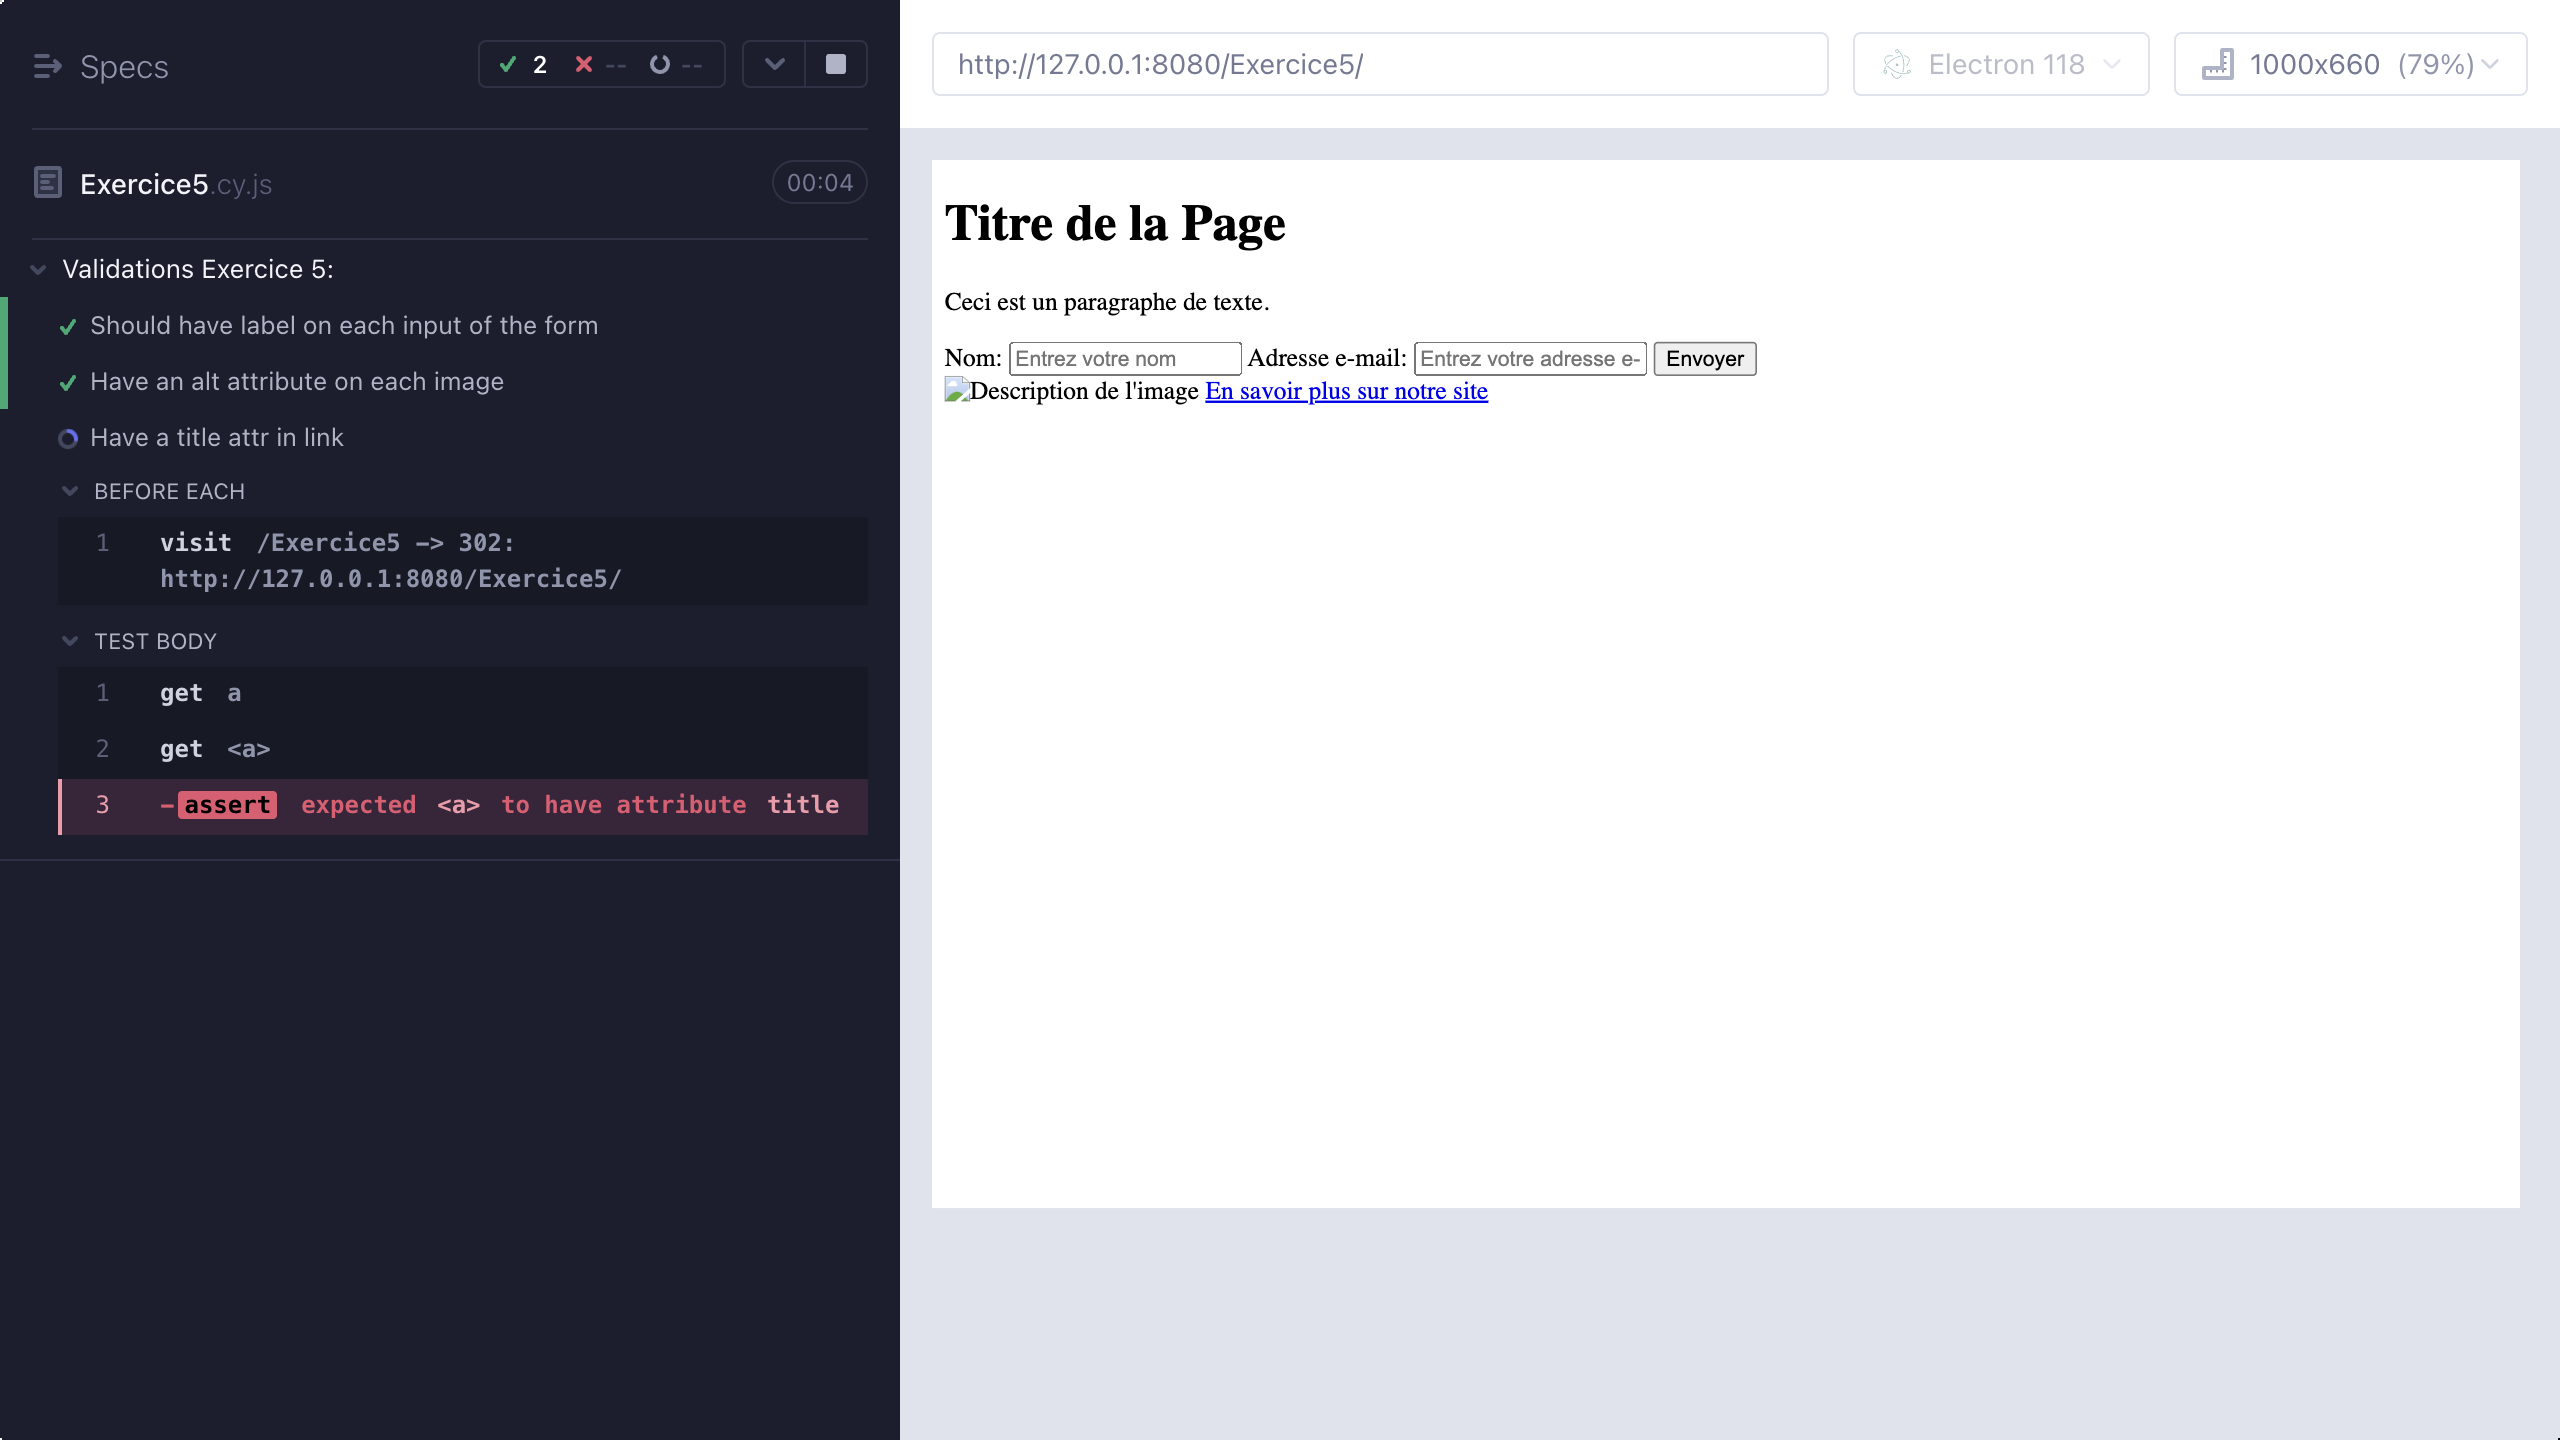 Specs
2 -- --
Exercice5.cy.js
00:04
Validations Exercice 5:
Should have label on each input of the form
Have an alt attribute on each image
Have a title attr in link
BEFORE EACH
1 visit /Exercice5 -> 302:
http://127.0.0.1:8080/Exercice5/
TEST BODY
1 get a
2 get <a>
3 -assert expected <a> to have attribute title
http://127.0.0.1:8080/Exercice5/
Electron 118
1000x660 (79%)
Titre de la Page
Ceci est un paragraphe de texte.
Nom: Entrez votre nom Adresse e-mail: Entrez votre adresse e- Envoyer
Description de l'image En savoir plus sur notre site